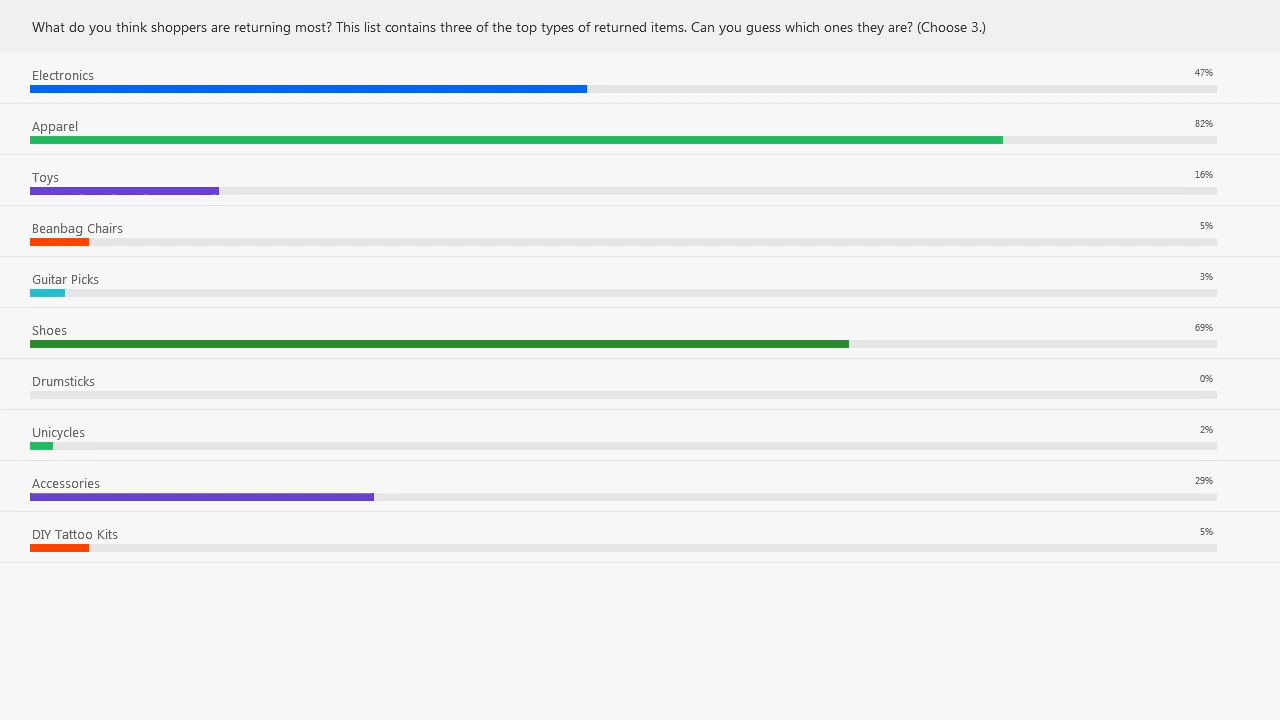 What do you think shoppers are returning most? This list contains three of the top types of returned items. Can you guess which ones they are? (Choose 3.)
Electronics 47%
Apparel 82%
Toys 16%
Beanbag Chairs 5%
Guitar Picks 3%
Shoes 69%
Drumsticks 0%
Unicycles 2%
Accessories 29%
DIY Tattoo Kits 5%